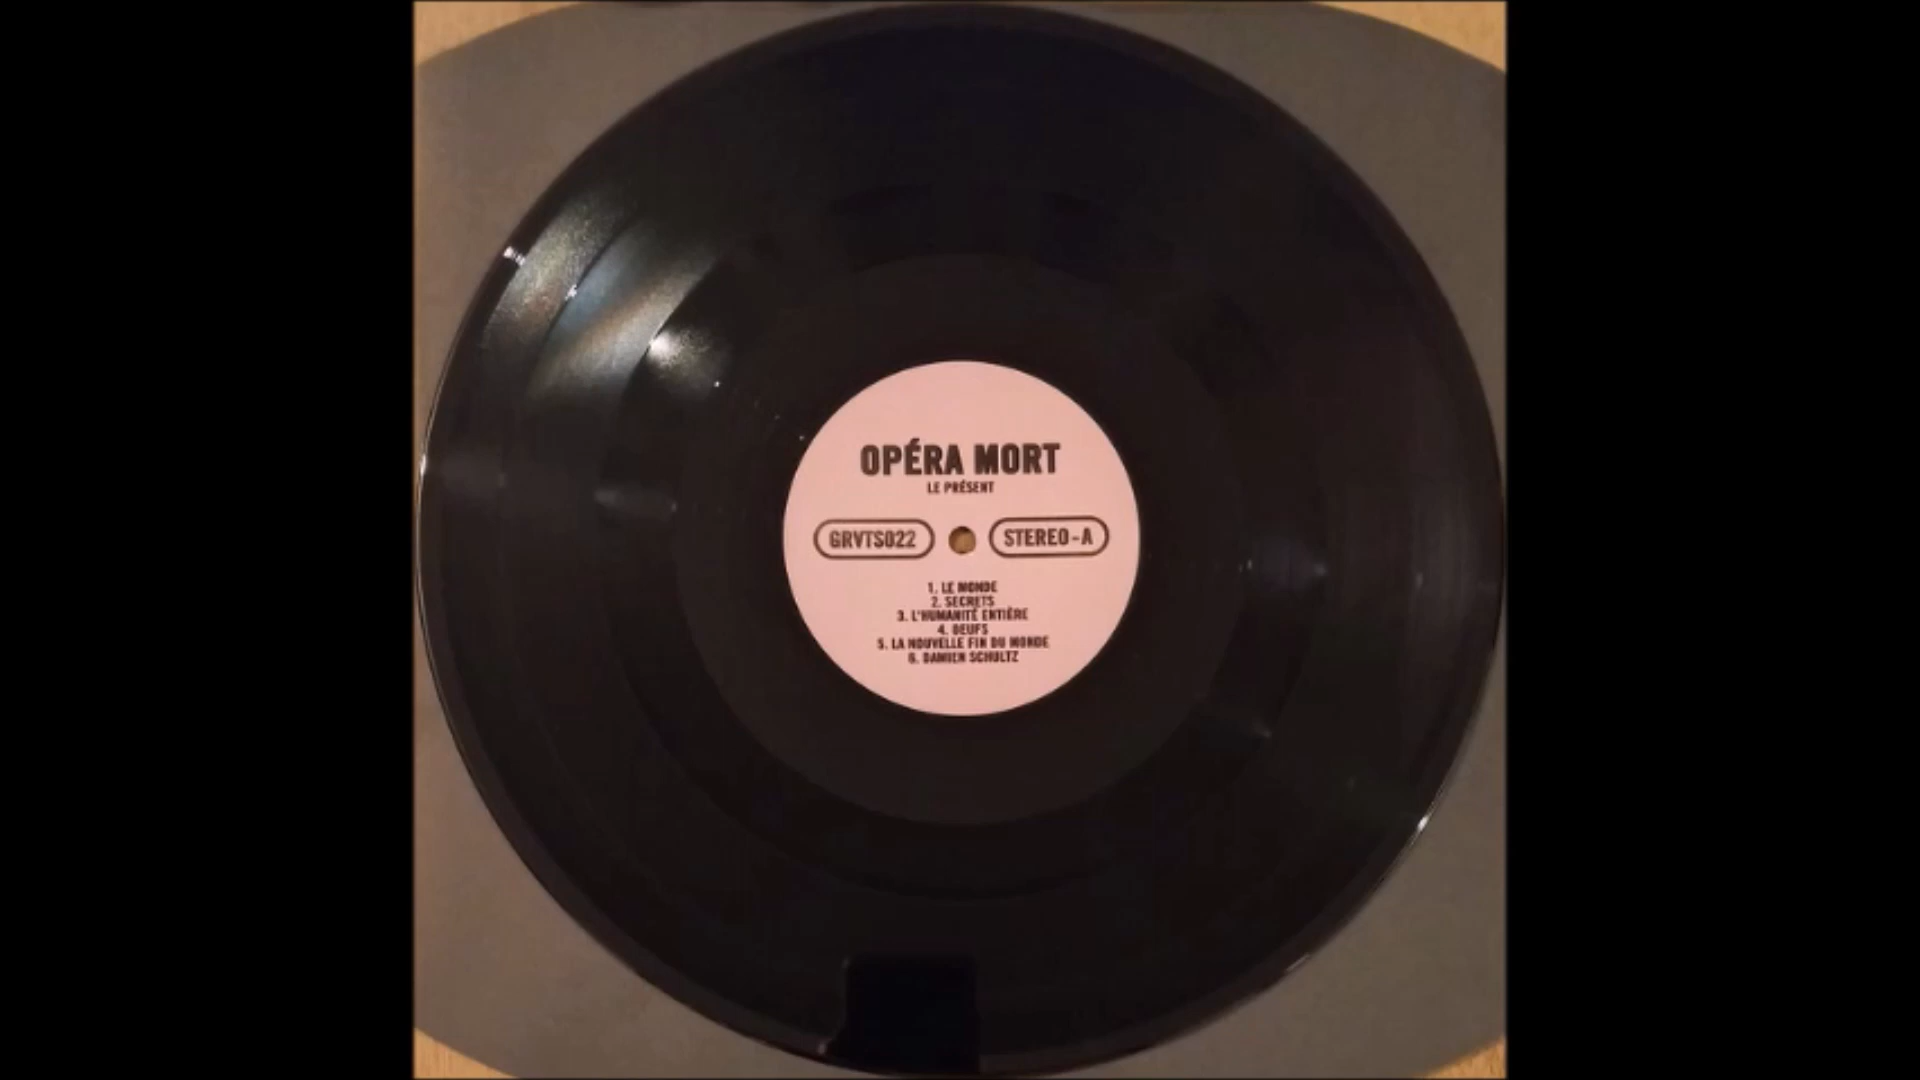 OPÉRA MORT
LE PRÉSENT
GRVTS022 STEREO-A
1. LE MONDE
2. SECRETS
3. L'HUMANITÉ ENTIÈRE
4. OEUFS
5. LA NOUVELLE FIN DU MONDE
6. DAMIEN SCHULTZ